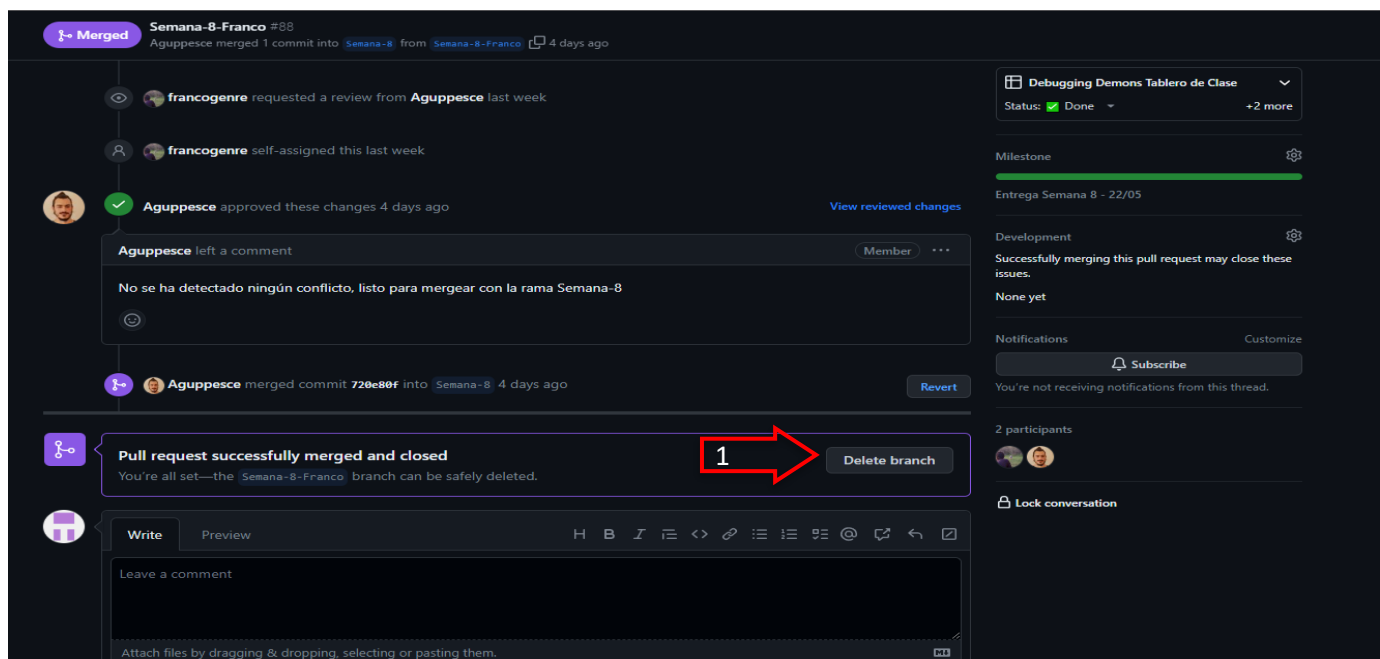 Merged
Semana-8-Franco #88
Aguppesce merged 1 commit into Semana-8 from Semana-8-Franco 4 days ago
francogenre requested a review from Aguppesce last week
francogenre self-assigned this last week
Aguppesce approved these changes 4 days ago
View reviewed changes
Aguppesce left a comment
Member
No se ha detectado ningún conflicto, listo para mergear con la rama Semana-8
Aguppesce merged commit 720e80f into Semana-8 4 days ago
Revert
Pull request successfully merged and closed
You're all set—the Semana-8-Franco branch can be safely deleted.
1
Delete branch
Write
Preview
Leave a comment
Attach files by dragging & dropping, selecting or pasting them.
Debugging Demons Tablero de Clase
Status: ✅ Done
+2 more
Milestone
Entrega Semana 8 - 22/05
Development
Successfully merging this pull request may close these
issues.
None yet
Notifications
Customize
Subscribe
You're not receiving notifications from this thread.
2 participants
Lock conversation